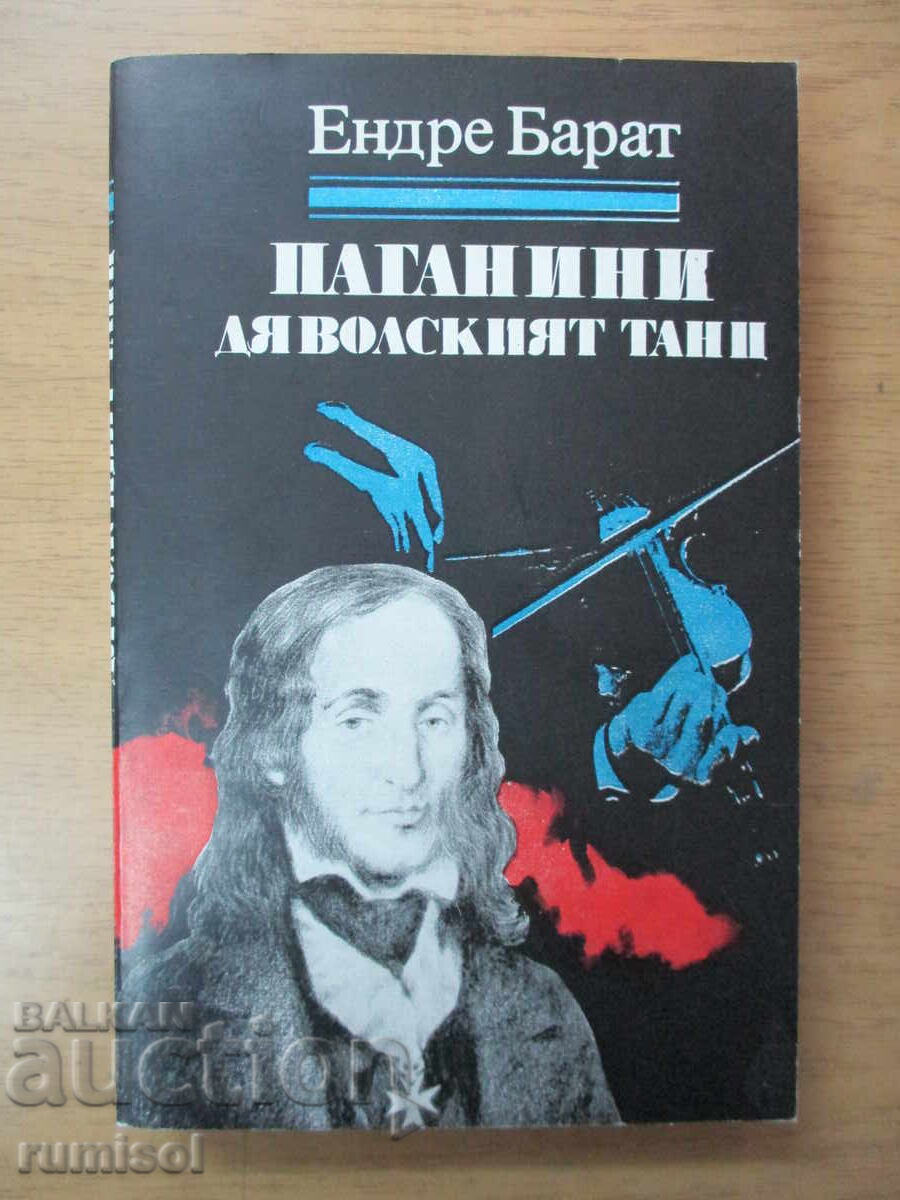 Ендре Барат
ПАГАНИНИ
ДЯВОЛСКИЯТ ТАНЦ
BALKAN
auction
rumisol